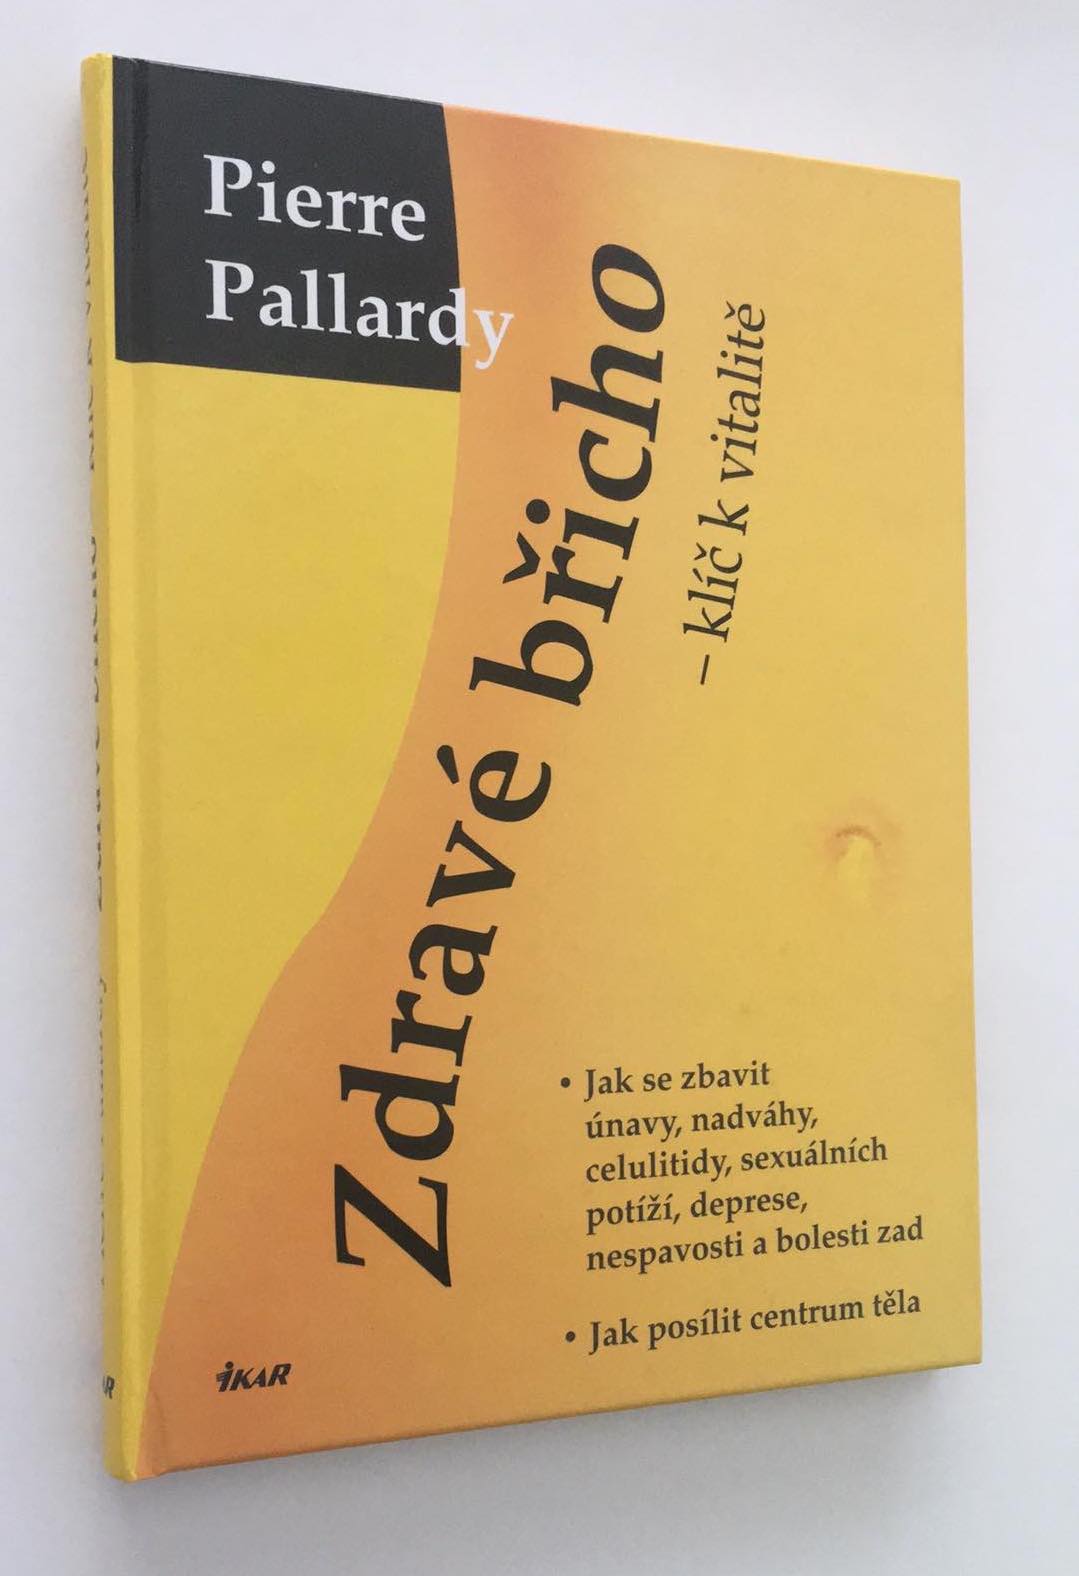 Pierre
Pallardy
Zdravé břicho
– klíč k vitalitě
• Jak se zbavit
únavy, nadváhy,
celulitidy, sexuálních
potíží, deprese,
nespavosti a bolesti zad
• Jak posílit centrum těla
IKAR